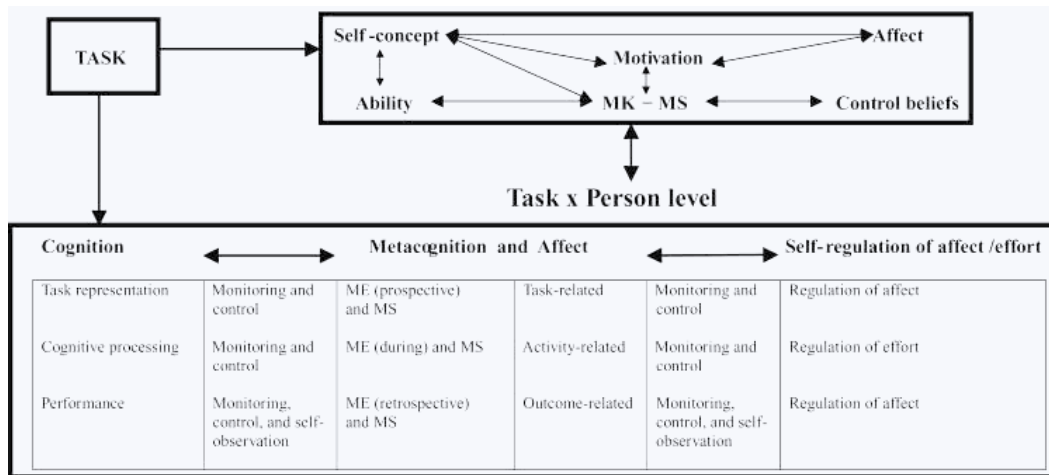 TASK
Self-concept Affect
Motivation
Ability MK – MS Control beliefs
Task x Person level
Cognition Metacognition and Affect Self-regulation of affect /effort
Task representation Monitoring and ME (prospective) Task-related Monitoring and Regulation of affect
control and MS control
Cognitive processing Monitoring and ME (during) and MS Activity-related Monitoring and Regulation of effort
control control
Performance Monitoring, ME (retrospective) Outcome-related Monitoring, Regulation of affect
control, and self- and MS control, and self-
observation observation